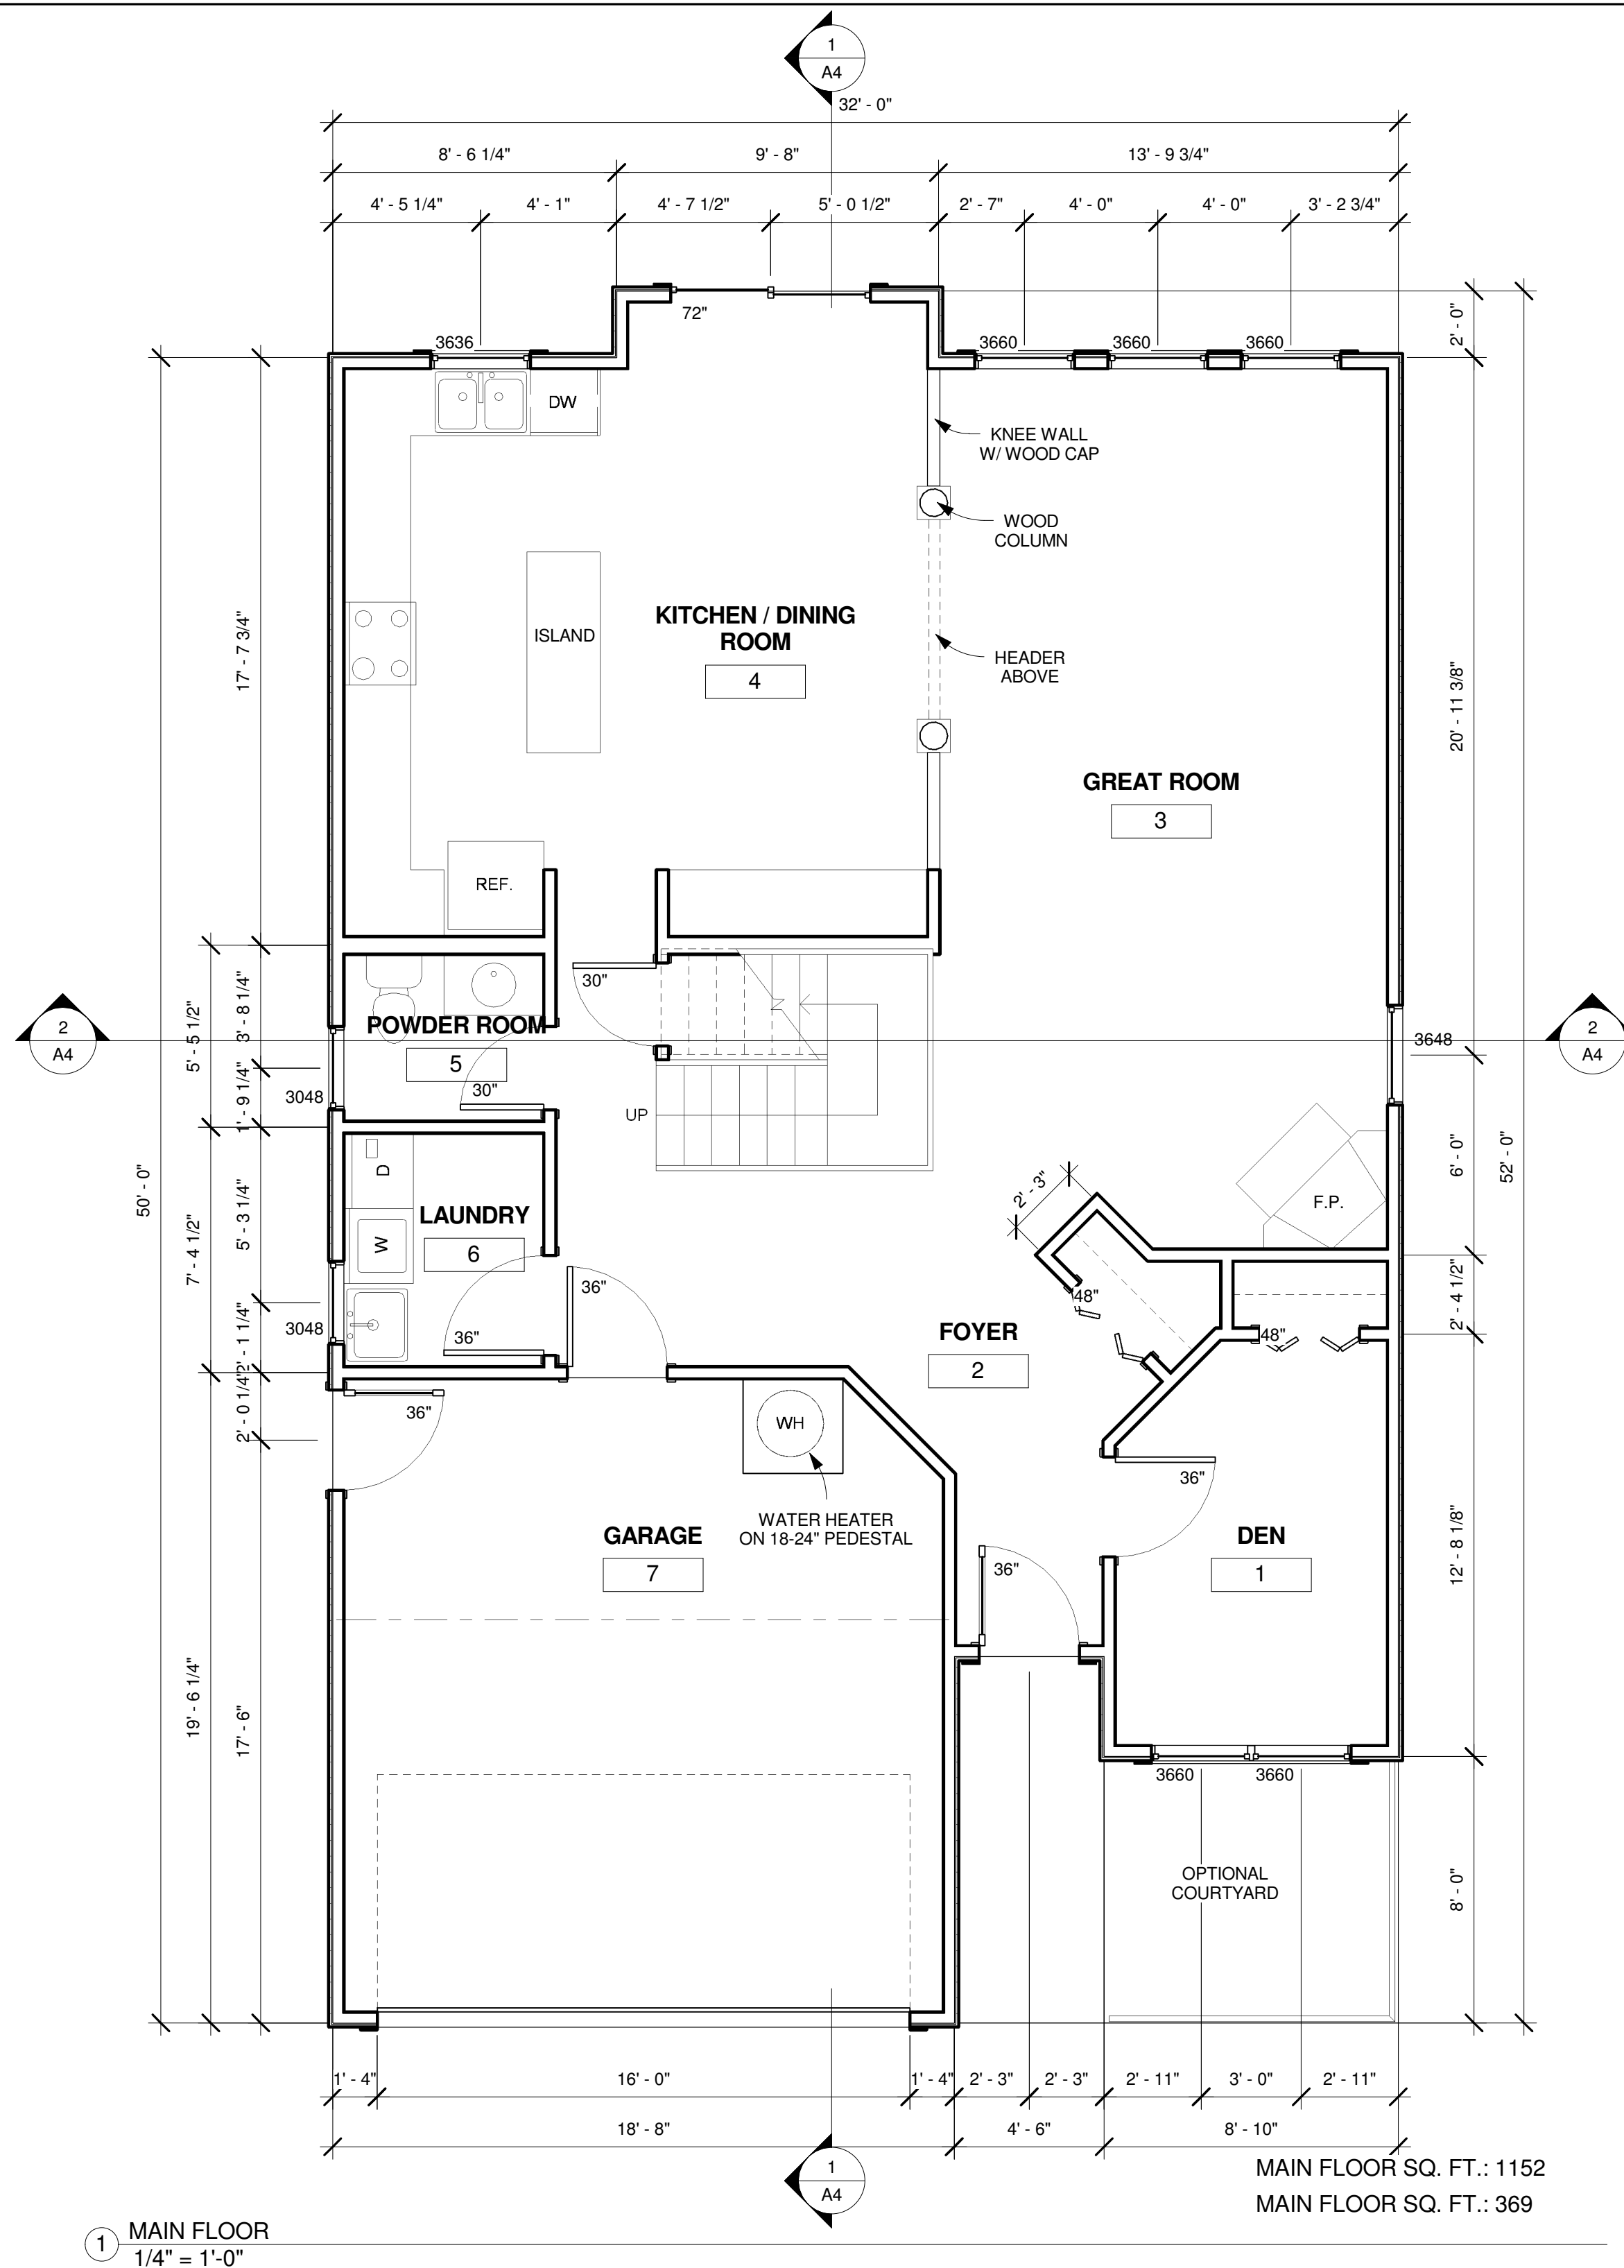 1
A4
32' - 0"
8' - 6 1/4"
9' - 8"
13' - 9 3/4"
4' - 5 1/4"
4' - 1"
4' - 7 1/2"
5' - 0 1/2"
2' - 7"
4' - 0"
4' - 0"
3' - 2 3/4"
72"
2' - 0"
3636
3660
3660
3660
DW
KNEE WALL
W/ WOOD CAP
WOOD
COLUMN
17' - 7 3/4"
ISLAND
KITCHEN / DINING
ROOM
4
HEADER
ABOVE
20' - 11 3/8"
GREAT ROOM
3
REF.
30"
5' - 5 1/2"
3' - 8 1/4"
2
A4
POWDER ROOM
5
3648
2
A4
1' - 9 1/4"
3048
30"
UP
50' - 0"
D
6' - 0"
52' - 0"
2' - 3"
F.P.
7' - 4 1/2"
5' - 3 1/4"
LAUNDRY
6
W
36"
48"
2' - 4 1/2"
2' - 1 1/4"
3048
36"
FOYER
2
48"
2' - 0 1/4"
36"
WH
36"
WATER HEATER
ON 18-24" PEDESTAL
GARAGE
7
DEN
1
12' - 8 1/8"
36"
19' - 6 1/4"
17' - 6"
3660
3660
OPTIONAL
COURTYARD
8' - 0"
1' - 4"
16' - 0"
1' - 4"
2' - 3"
2' - 3"
2' - 11"
3' - 0"
2' - 11"
18' - 8"
4' - 6"
8' - 10"
1
A4
MAIN FLOOR SQ. FT.: 1152
MAIN FLOOR SQ. FT.: 369
1
MAIN FLOOR
1/4" = 1'-0"